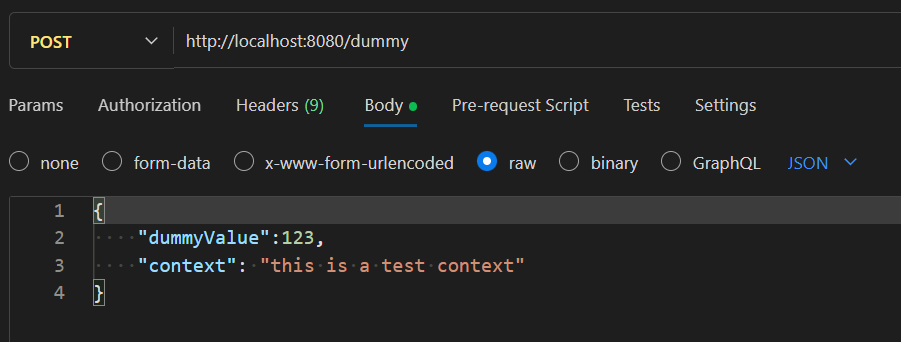 POST http://localhost:8080/dummy
Params Authorization Headers (9) Body Pre-request Script Tests Settings
none form-data x-www-form-urlencoded raw binary GraphQL JSON
1 {
2 "dummyValue":123,
3 "context": "this is a test context"
4 }